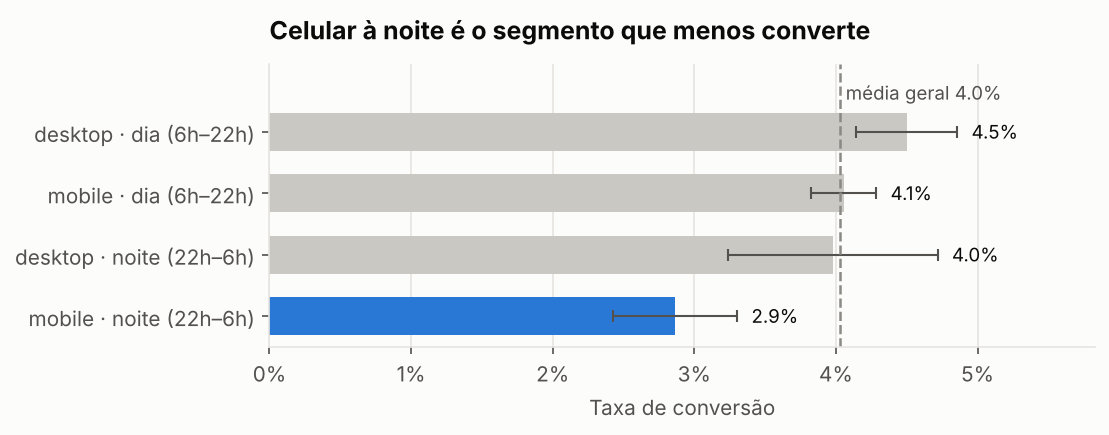 Celular à noite é o segmento que menos converte
média geral 4.0%
desktop · dia (6h–22h) 4.5%
mobile · dia (6h–22h) 4.1%
desktop · noite (22h–6h) 4.0%
mobile · noite (22h–6h) 2.9%
0% 1% 2% 3% 4% 5%
Taxa de conversão